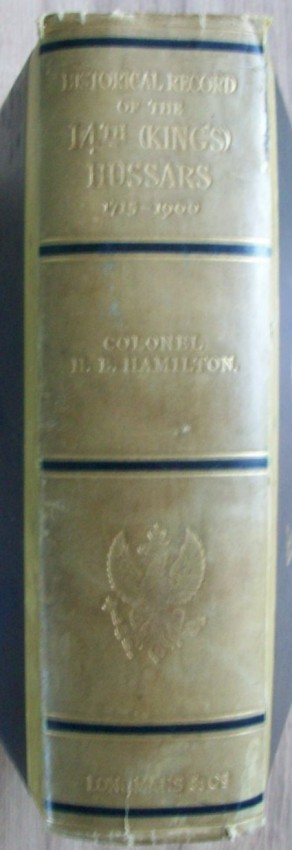 HISTORICAL RECORD
OF THE
14TH (KING'S)
HUSSARS
1715-1900
COLONEL
H. B. HAMILTON.
LONGMANS & Co